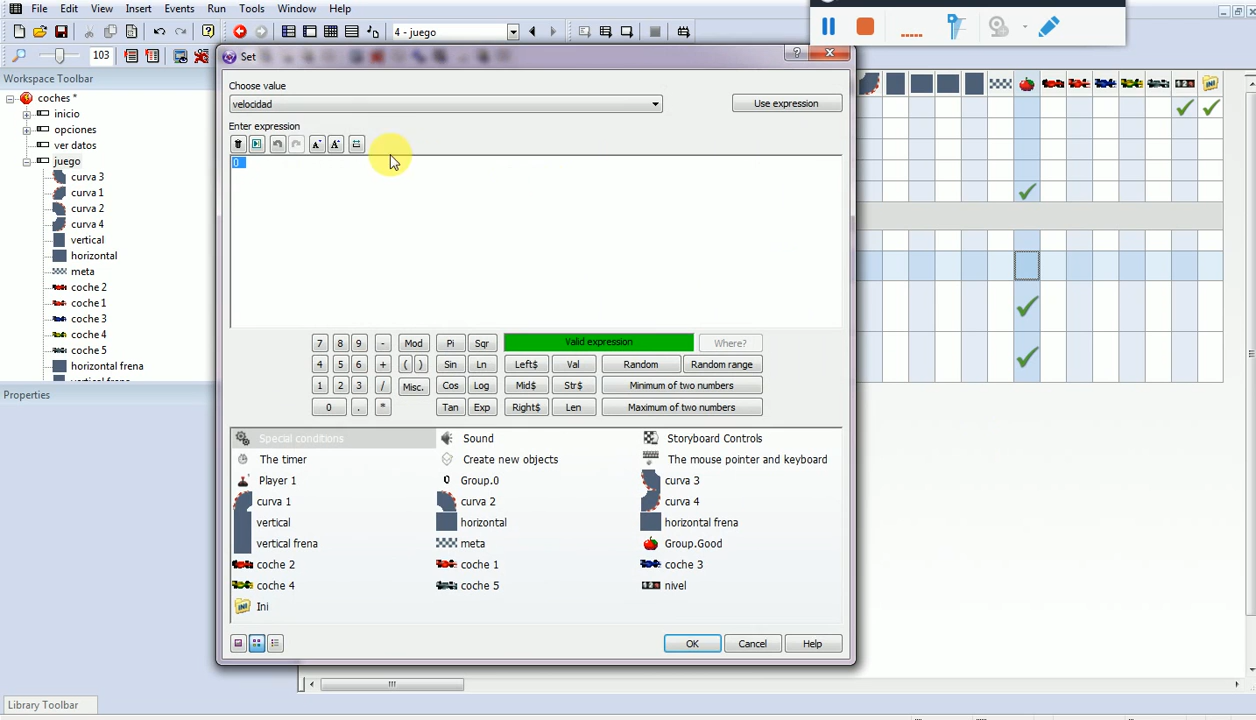 File Edit View Insert Events Run Tools Window Help
4 - juego
103
Workspace Toolbar
coches *
inicio
opciones
ver datos
juego
curva 3
curva 1
curva 2
curva 4
vertical
horizontal
meta
coche 2
coche 1
coche 3
coche 4
coche 5
horizontal frena
vertical frena
Properties
Library Toolbar
Set
Choose value
velocidad
Use expression
Enter expression
0
7 8 9 - Mod Pi Sqr Valid expression Where?
4 5 6 + ( ) Sin Ln Left$ Val Random Random range
1 2 3 / Misc. Cos Log Mid$ Str$ Minimum of two numbers
0 . * Tan Exp Right$ Len Maximum of two numbers
Special conditions Sound Storyboard Controls
The timer Create new objects The mouse pointer and keyboard
Player 1 Group.0 curva 3
curva 1 curva 2 curva 4
vertical horizontal horizontal frena
vertical frena meta Group.Good
coche 2 coche 1 coche 3
coche 4 coche 5 nivel
Ini
OK Cancel Help